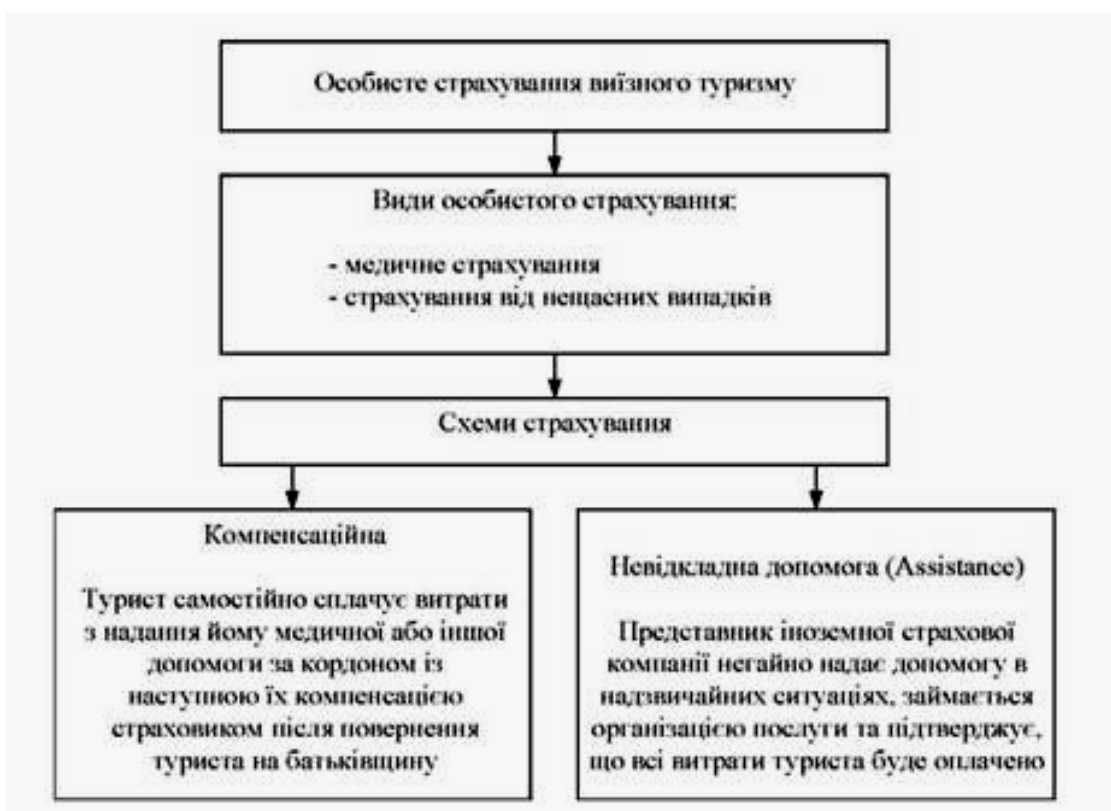 Особисте страхування виїзного туризму
Види особистого страхування:
- медичне страхування
- страхування від нещасних випадків
Схеми страхування
Компенсаційна
Турист самостійно сплачує витрати
з надання йому медичної або іншої
допомоги за кордоном із
наступною їх компенсацією
страховиком після повернення
туриста на батьківщину
Невідкладна допомога (Assistance)
Представник іноземної страхової
компанії негайно надає допомогу в
надзвичайних ситуаціях, займається
організацією послуги та підтверджує,
що всі витрати туриста буде оплачено